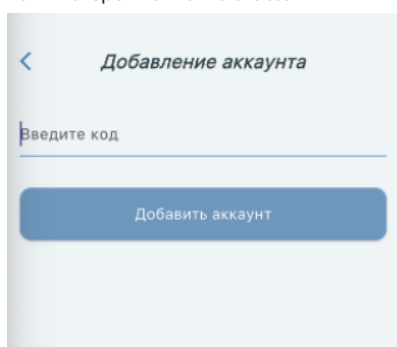 Добавление аккаунта
Введите код
Добавить аккаунт